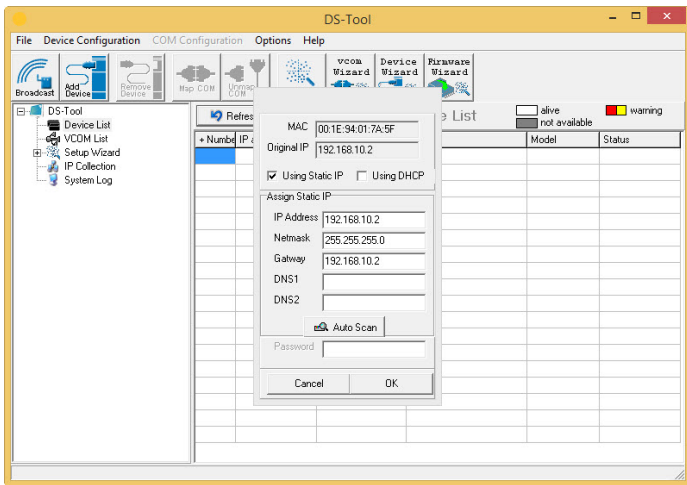 DS-Tool
File Device Configuration COM Configuration Options Help
Broadcast Add Device Remove Device Map COM Unmap COM vcom Wizard Device Wizard Firmware Wizard
DS-Tool
Device List
VCOM List
Setup Wizard
IP Collection
System Log
Refres
List
alive
warning
not available
Numbe IP Model Status
MAC 00:1E:94:01:7A:5F
Original IP 192.168.10.2
Using Static IP Using DHCP
Assign Static IP
IP Address 192.168.10.2
Netmask 255.255.255.0
Gatway 192.168.10.2
DNS1
DNS2
Auto Scan
Password
Cancel OK